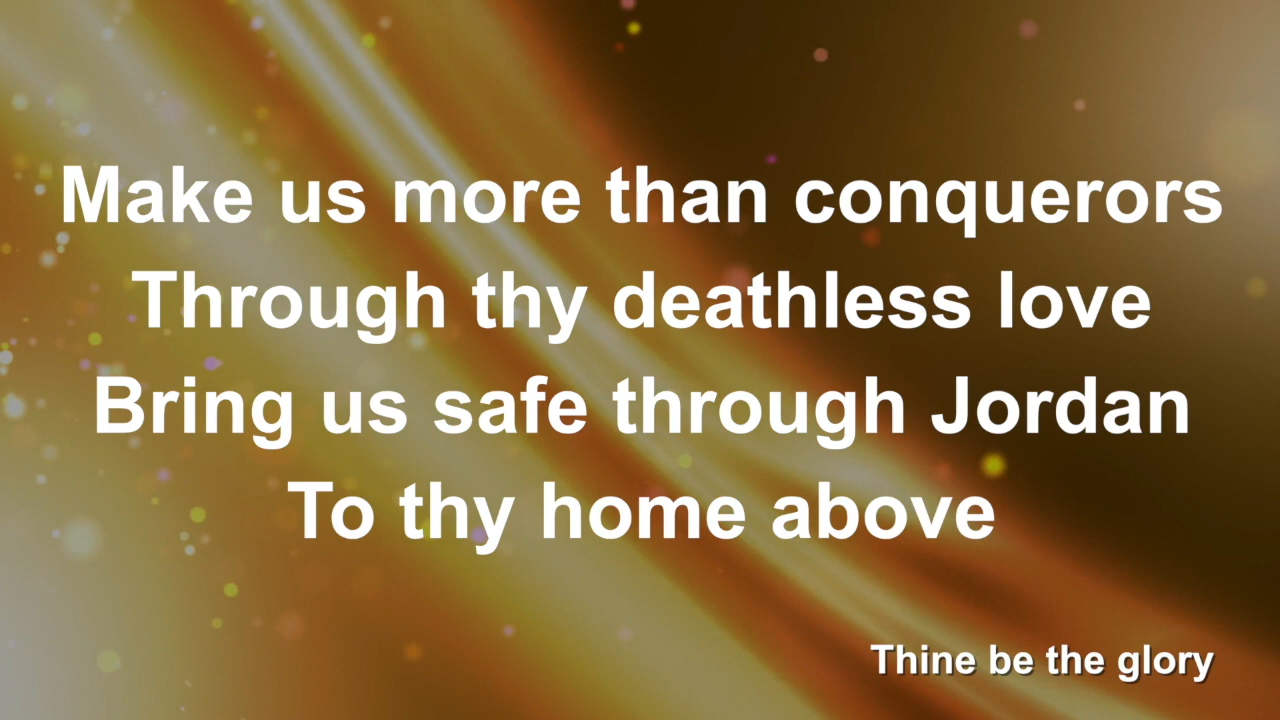 Make us more than conquerors
Through thy deathless love
Bring us safe through Jordan
To thy home above
Thine be the glory